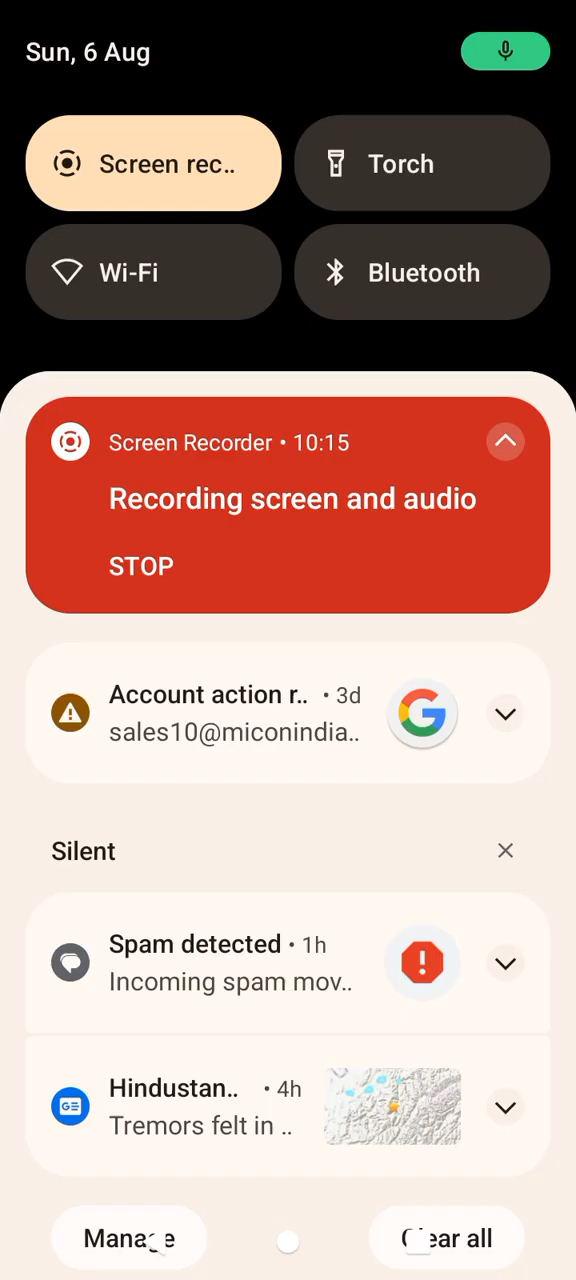 Sun, 6 Aug
Screen rec..
Torch
Wi-Fi
Bluetooth
Screen Recorder • 10:15
Recording screen and audio
STOP
Account action r.. • 3d
sales10@miconindia..
Silent
Spam detected • 1h
Incoming spam mov..
Hindustan.. • 4h
Tremors felt in ..
Manage
Clear all